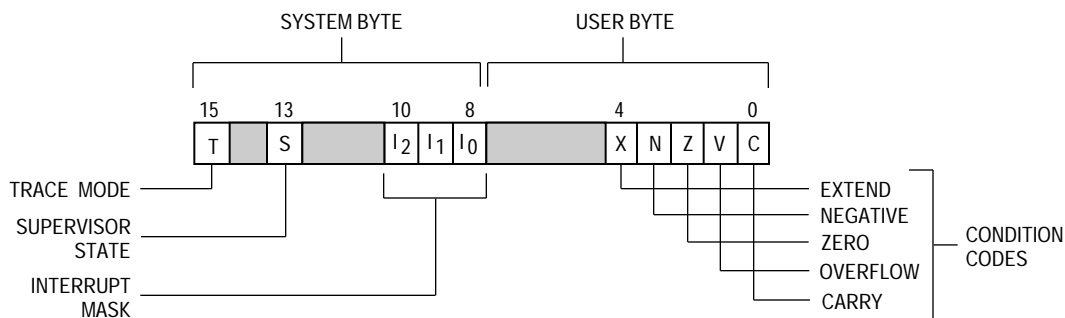 SYSTEM BYTE USER BYTE
15 13 10 8 4 0
T S I2 I1 I0 X N Z V C
TRACE MODE
SUPERVISOR
STATE
INTERRUPT
MASK
EXTEND
NEGATIVE
ZERO
OVERFLOW
CARRY
CONDITION
CODES